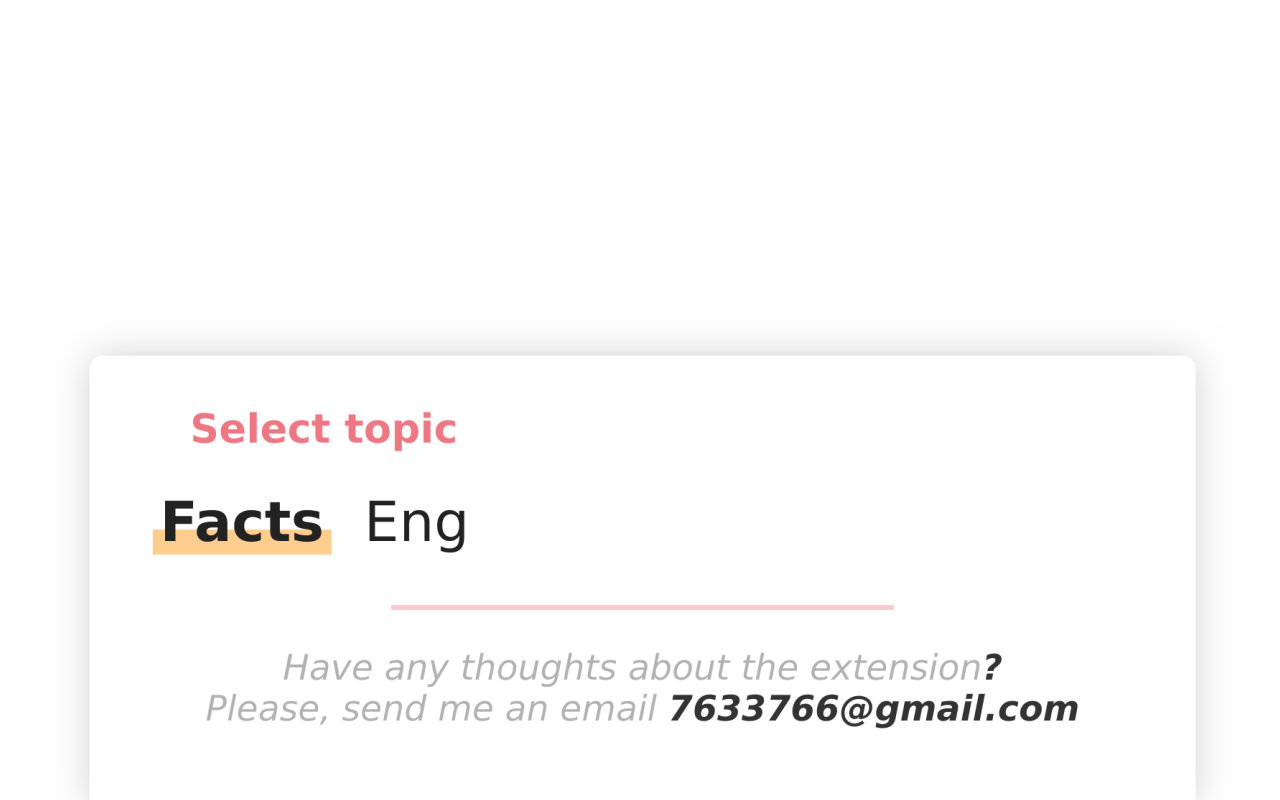 Select topic
Facts Eng
Have any thoughts about the extension?
Please, send me an email 7633766@gmail.com